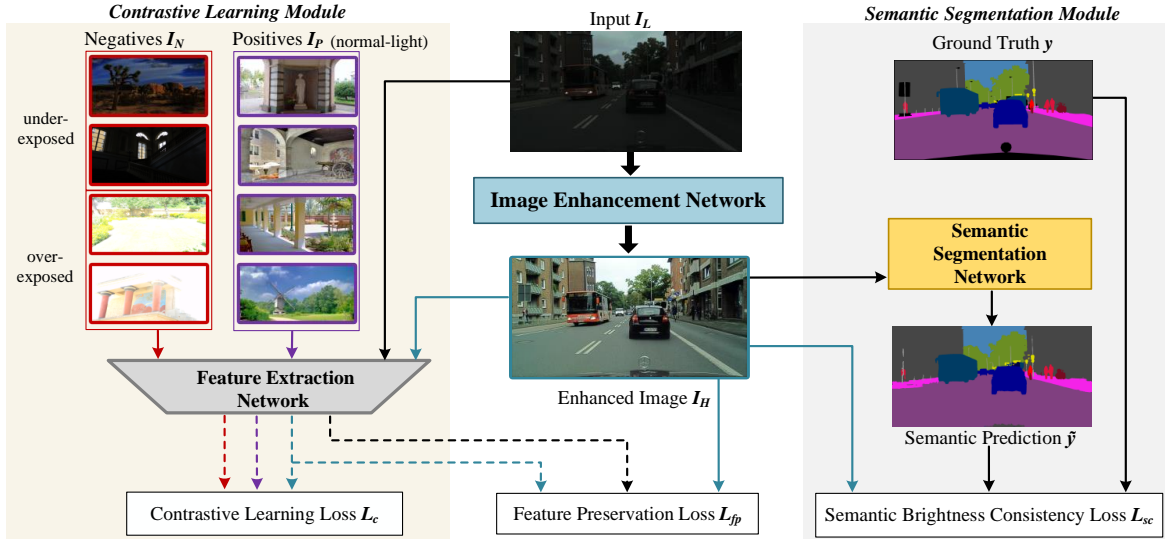 Contrastive Learning Module
Negatives I_N
Positives I_P (normal-light)
under-
exposed
over-
exposed
Feature Extraction
Network
Contrastive Learning Loss L_c
Input I_L
Image Enhancement Network
Enhanced Image I_H
Feature Preservation Loss L_fp
Semantic Segmentation Module
Ground Truth y
Semantic
Segmentation
Network
Semantic Prediction ỹ
Semantic Brightness Consistency Loss L_sc